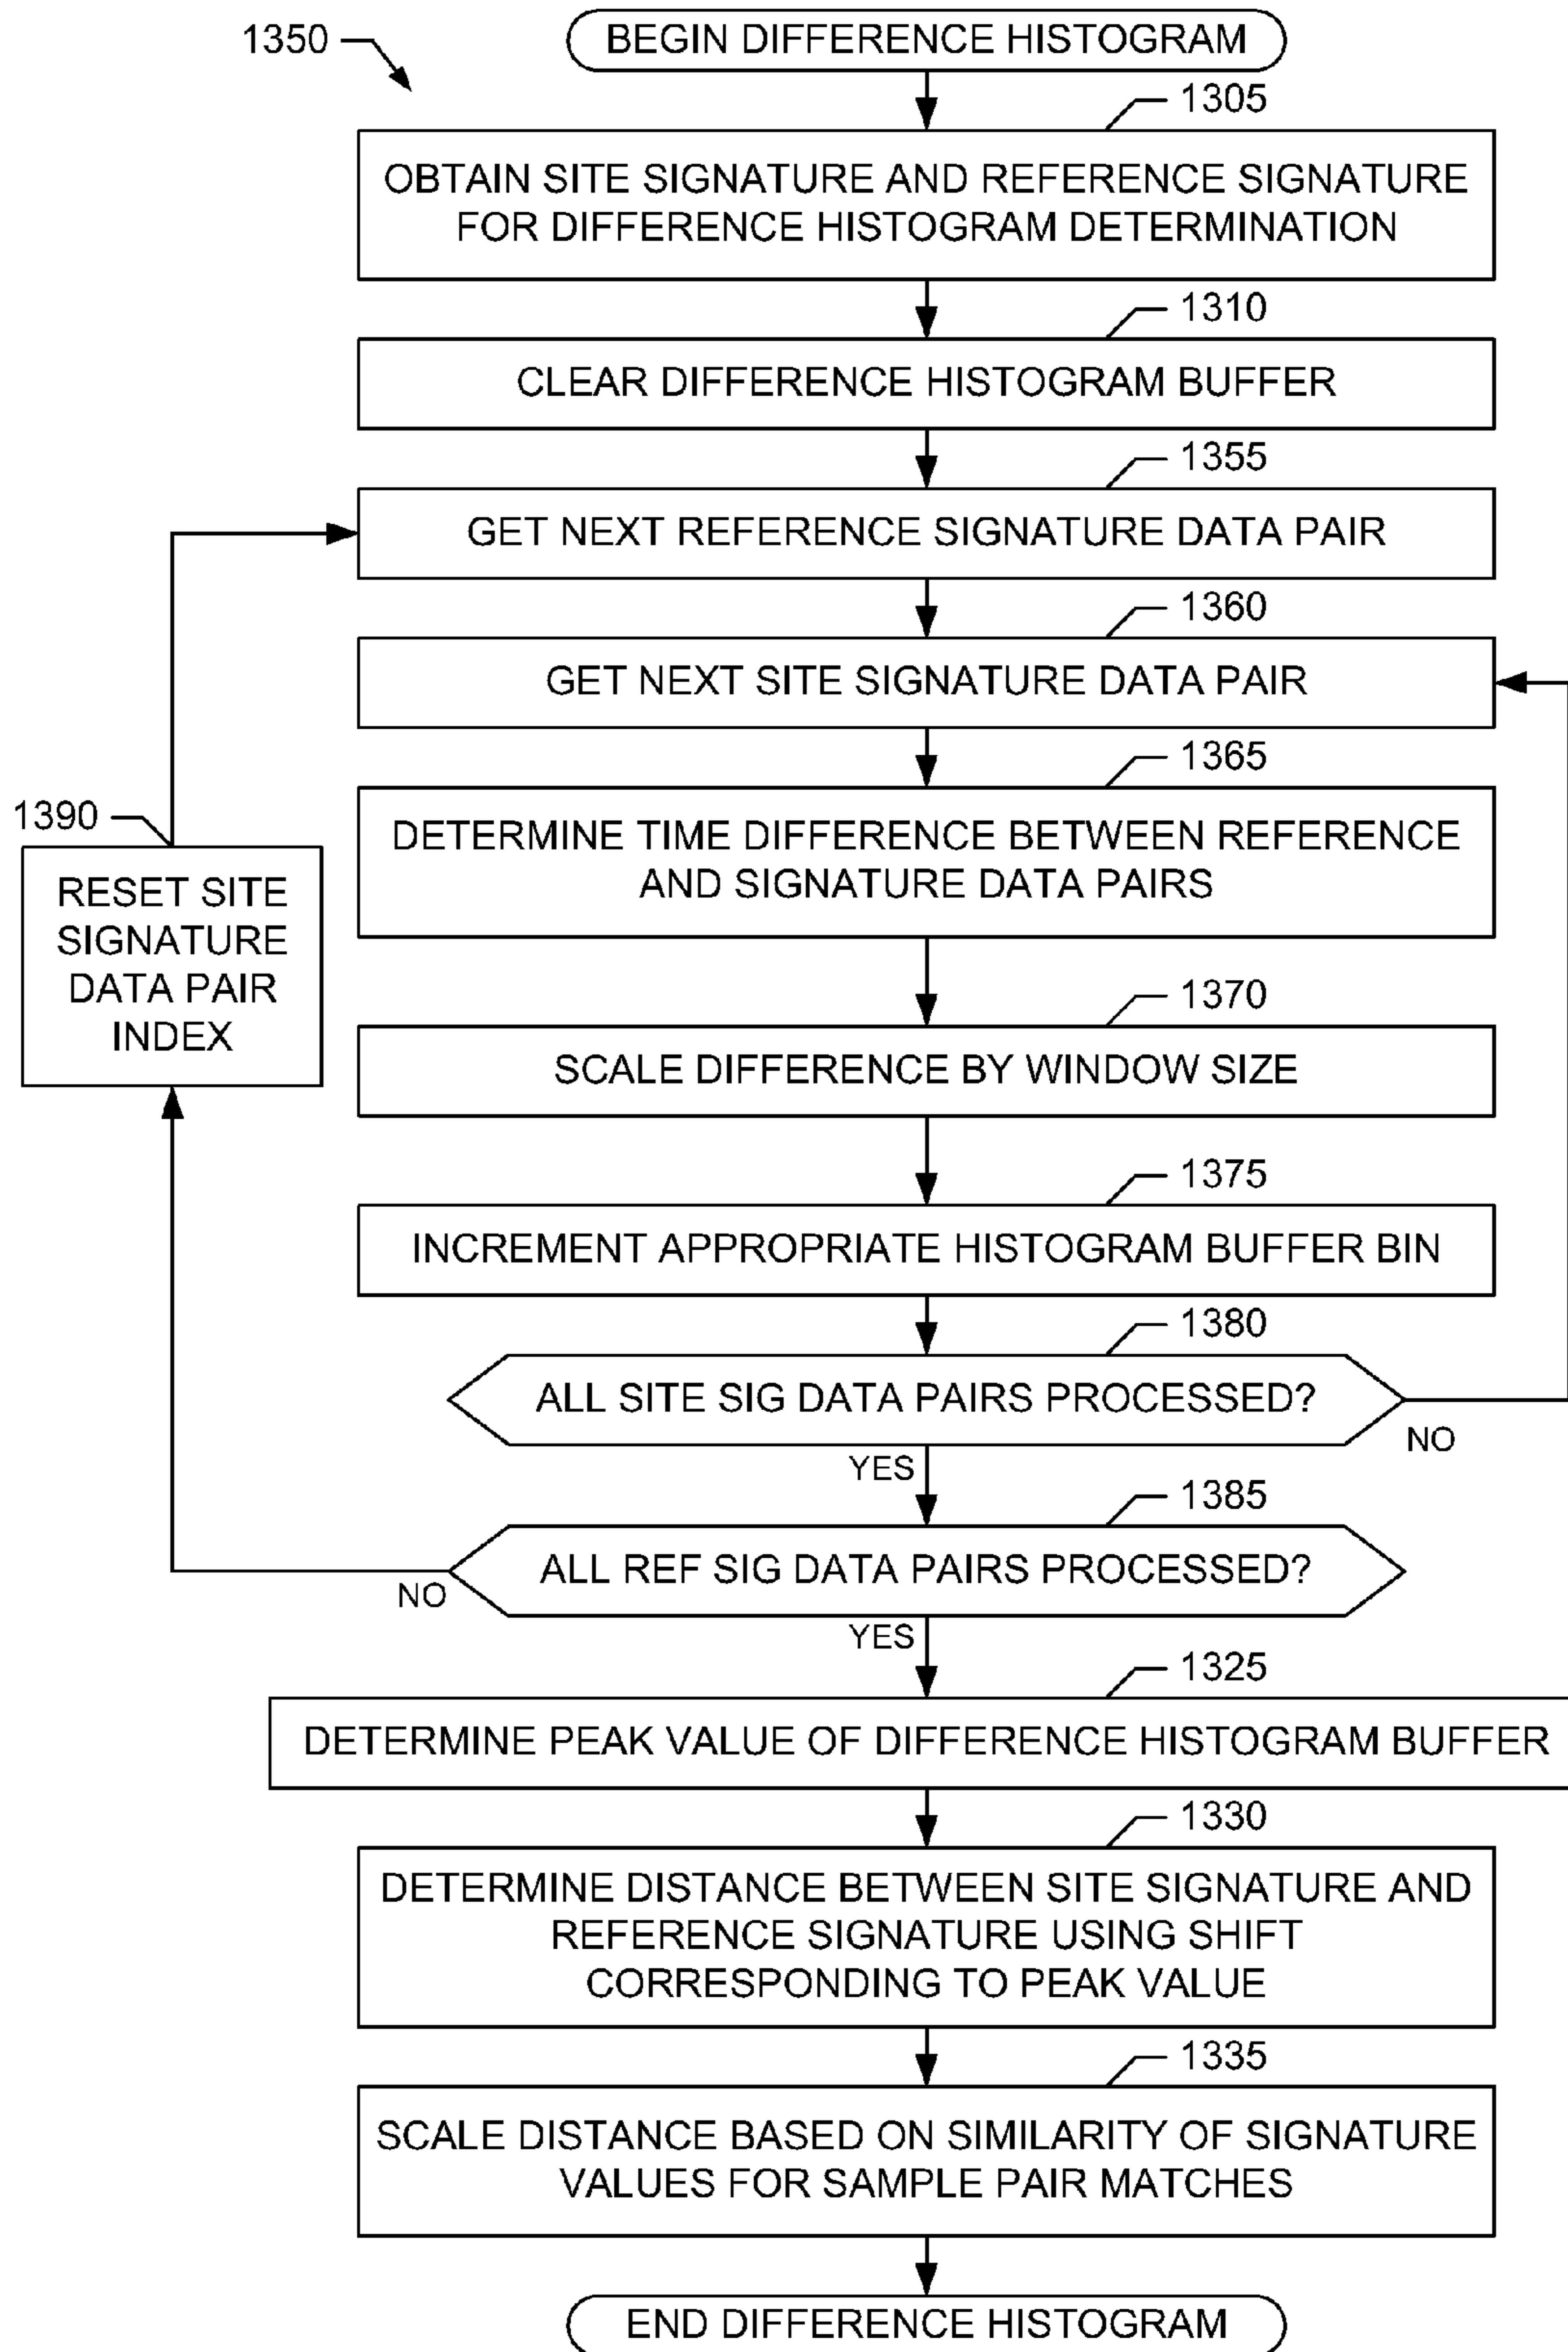 1350
BEGIN DIFFERENCE HISTOGRAM
1305
OBTAIN SITE SIGNATURE AND REFERENCE SIGNATURE
FOR DIFFERENCE HISTOGRAM DETERMINATION
1310
CLEAR DIFFERENCE HISTOGRAM BUFFER
1355
GET NEXT REFERENCE SIGNATURE DATA PAIR
1360
GET NEXT SITE SIGNATURE DATA PAIR
1365
DETERMINE TIME DIFFERENCE BETWEEN REFERENCE
AND SIGNATURE DATA PAIRS
1390
RESET SITE
SIGNATURE
DATA PAIR
INDEX
1370
SCALE DIFFERENCE BY WINDOW SIZE
1375
INCREMENT APPROPRIATE HISTOGRAM BUFFER BIN
1380
ALL SITE SIG DATA PAIRS PROCESSED?
NO
YES
1385
ALL REF SIG DATA PAIRS PROCESSED?
NO
YES
1325
DETERMINE PEAK VALUE OF DIFFERENCE HISTOGRAM BUFFER
1330
DETERMINE DISTANCE BETWEEN SITE SIGNATURE AND
REFERENCE SIGNATURE USING SHIFT
CORRESPONDING TO PEAK VALUE
1335
SCALE DISTANCE BASED ON SIMILARITY OF SIGNATURE
VALUES FOR SAMPLE PAIR MATCHES
END DIFFERENCE HISTOGRAM